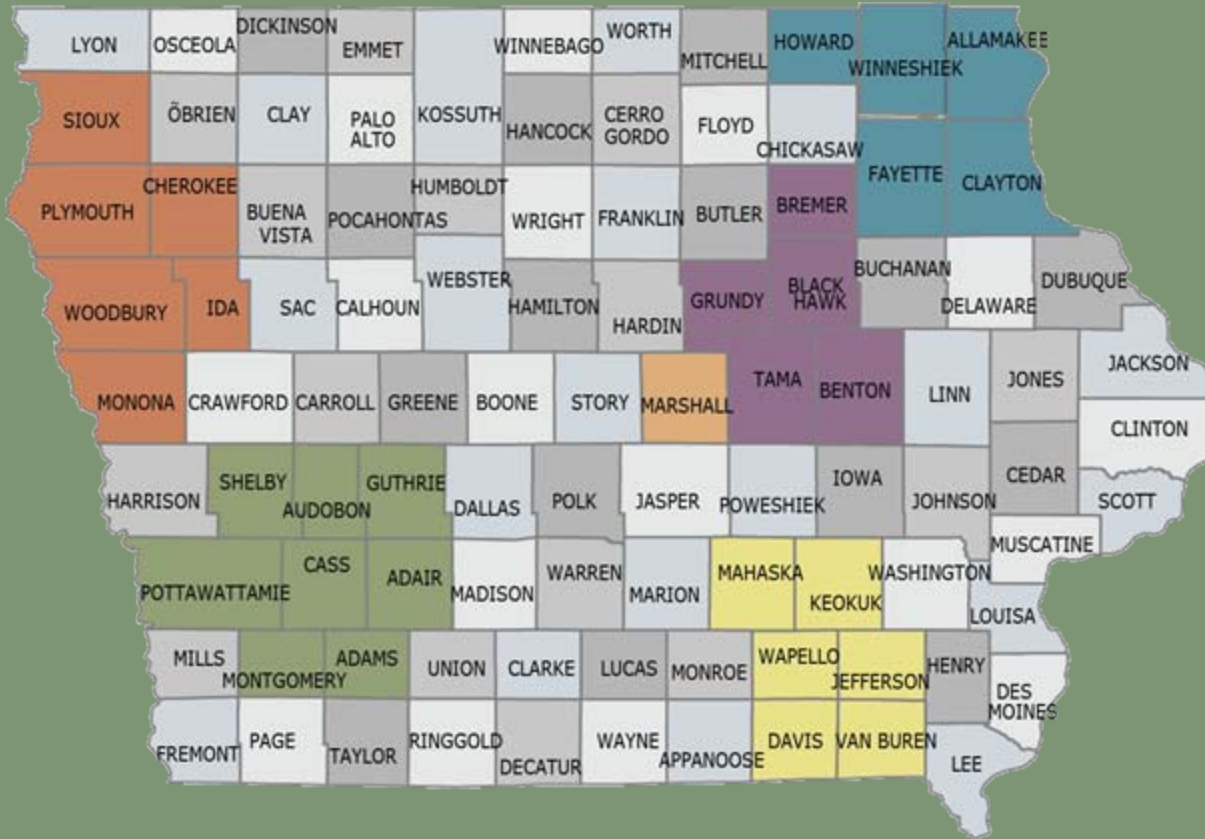 LYON
OSCEOLA
DICKINSON
EMMET
WINNEBAGO
WORTH
MITCHELL
HOWARD
WINNESHIEK
ALLAMAKEE
SIOUX
ÕBRIEN
CLAY
PALO
ALTO
KOSSUTH
HANCOCK
CERRO
GORDO
FLOYD
CHICKASAW
FAYETTE
CLAYTON
PLYMOUTH
CHEROKEE
BUENA
VISTA
POCAHONTAS
HUMBOLDT
WRIGHT
FRANKLIN
BUTLER
BREMER
WOODBURY
IDA
SAC
CALHOUN
WEBSTER
HAMILTON
HARDIN
GRUNDY
BLACK
HAWK
BUCHANAN
DELAWARE
DUBUQUE
MONONA
CRAWFORD
CARROLL
GREENE
BOONE
STORY
MARSHALL
TAMA
BENTON
LINN
JONES
JACKSON
CLINTON
HARRISON
SHELBY
AUDOBON
GUTHRIE
DALLAS
POLK
JASPER
POWESHIEK
IOWA
JOHNSON
CEDAR
SCOTT
MUSCATINE
POTTAWATTAMIE
CASS
ADAIR
MADISON
WARREN
MARION
MAHASKA
KEOKUK
WASHINGTON
LOUISA
MILLS
MONTGOMERY
ADAMS
UNION
CLARKE
LUCAS
MONROE
WAPELLO
JEFFERSON
HENRY
DES
MOINES
FREMONT
PAGE
TAYLOR
RINGGOLD
DECATUR
WAYNE
APPANOOSE
DAVIS
VAN BUREN
LEE